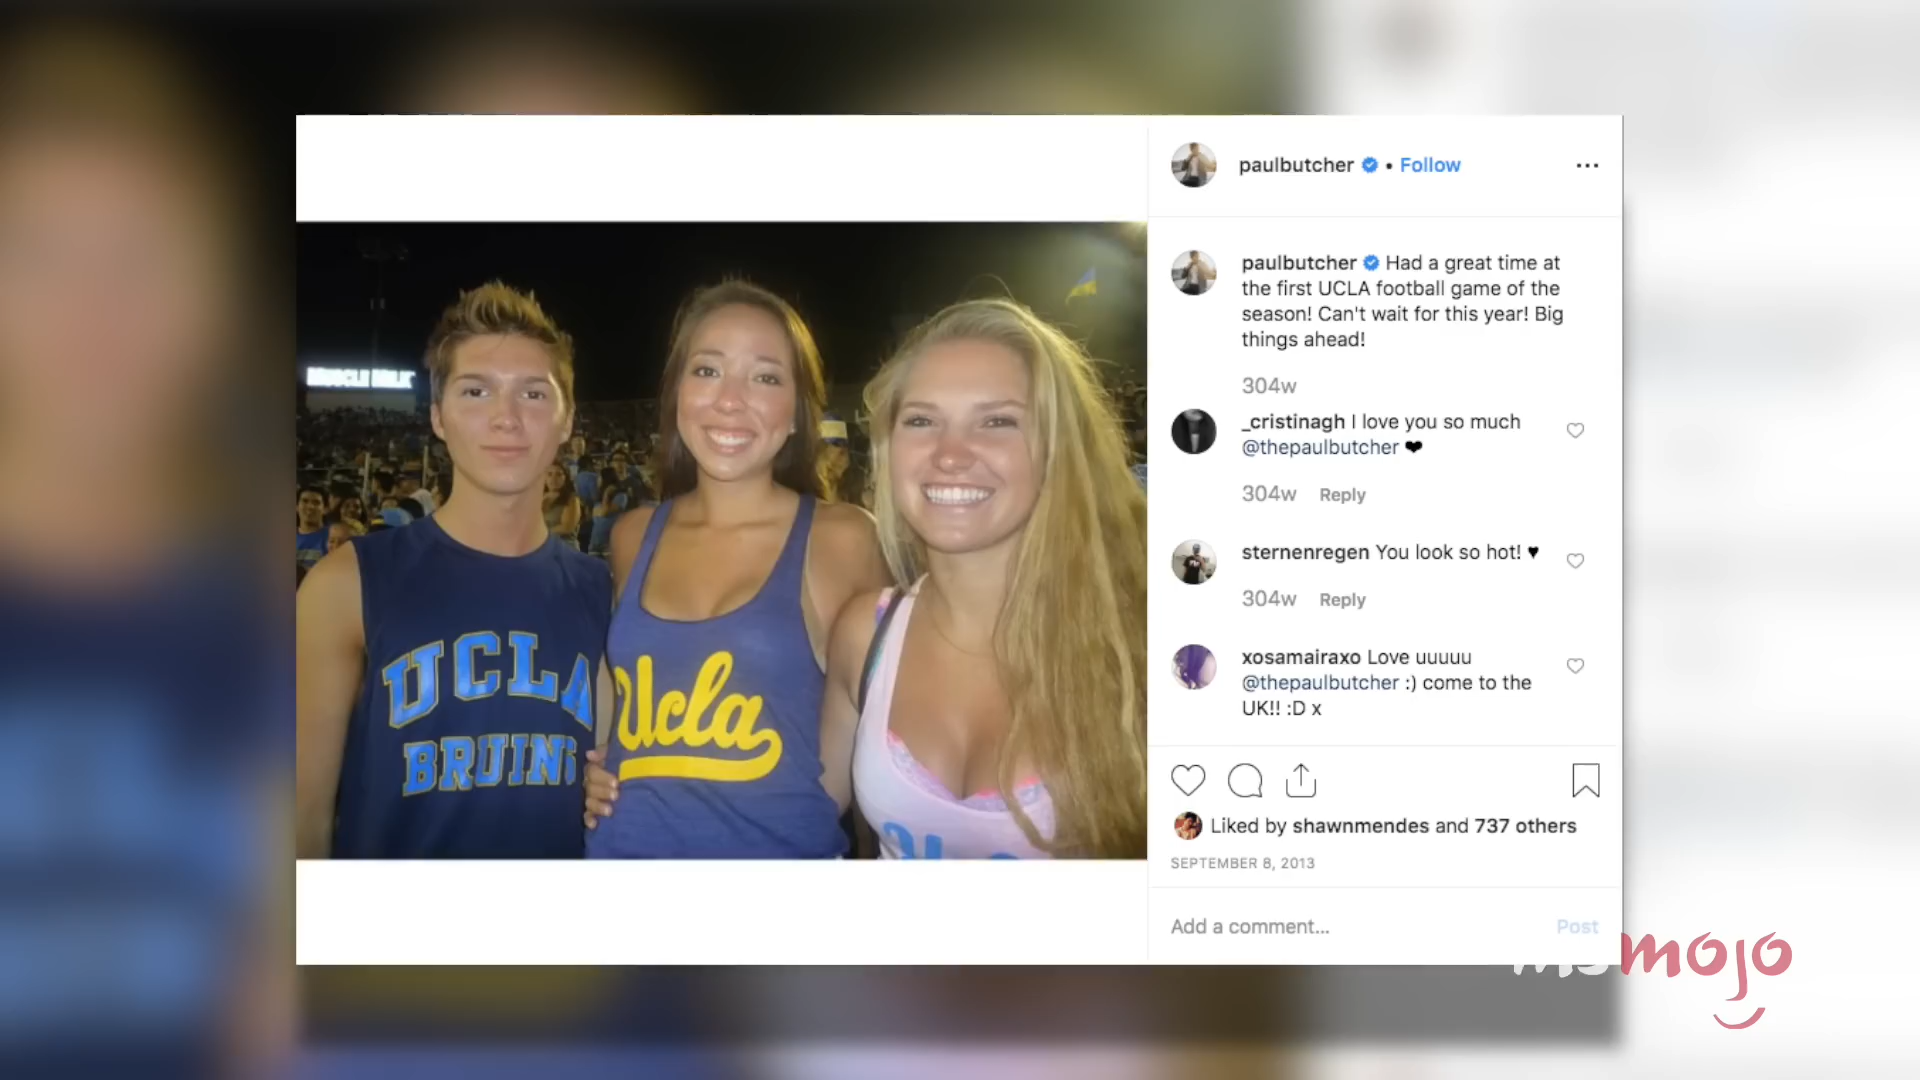 MUSCLE MILK
UCLA
BRUINS
Ucla
paulbutcher • Follow
paulbutcher Had a great time at
the first UCLA football game of the
season! Can't wait for this year! Big
things ahead!
304w
_cristinagh I love you so much
@thepaulbutcher ❤
304w Reply
sternenregen You look so hot! ♥
304w Reply
xosamairaxo Love uuuuu
@thepaulbutcher :) come to the
UK!! :D x
Liked by shawnmendes and 737 others
SEPTEMBER 8, 2013
Add a comment...
Post
msmojo